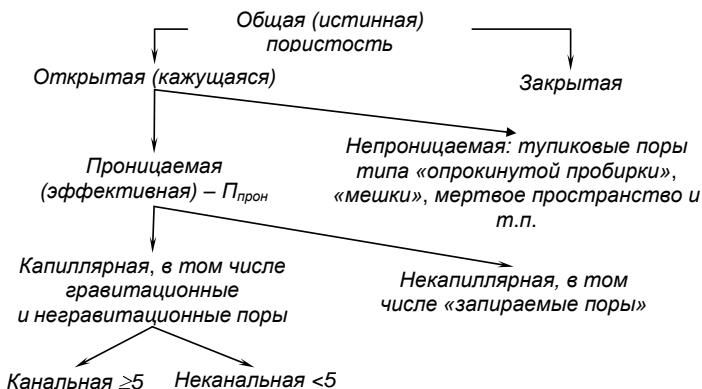 Общая (истинная)
пористость
Открытая (кажущаяся)
Закрытая
Проницаемая
(эффективная) – Ппрон
Непроницаемая: тупиковые поры
типа «опрокинутой пробирки»,
«мешки», мертвое пространство и
т.п.
Капиллярная, в том числе
гравитационные
и негравитационные поры
Некапиллярная, в том
числе «запираемые поры»
Канальная ≥5
Неканальная <5